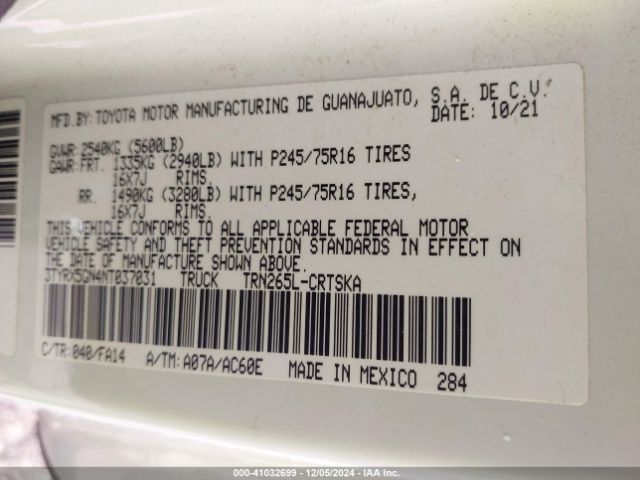 MFD.BY:TOYOTA MOTOR MANUFACTURING DE GUANAJUATO, S.A. DE C.V.
DATE: 10/21
GVWR:2540KG (5600LB)
GAWR:FRT. 1335KG (2940LB) WITH P245/75R16 TIRES
16X7J RIMS.
RR. 1490KG (3280LB) WITH P245/75R16 TIRES,
16X7J RIMS.
THIS VEHICLE CONFORMS TO ALL APPLICABLE FEDERAL MOTOR
VEHICLE SAFETY AND THEFT PREVENTION STANDARDS IN EFFECT ON
THE DATE OF MANUFACTURE SHOWN ABOVE.
3TYRX5GN4NT037031 TRUCK TRN265L-CRTSKA
C/TR:040/FA14 A/TM:A07A/AC60E MADE IN MEXICO 284
000-41032699 - 12/05/2024 - IAA Inc.